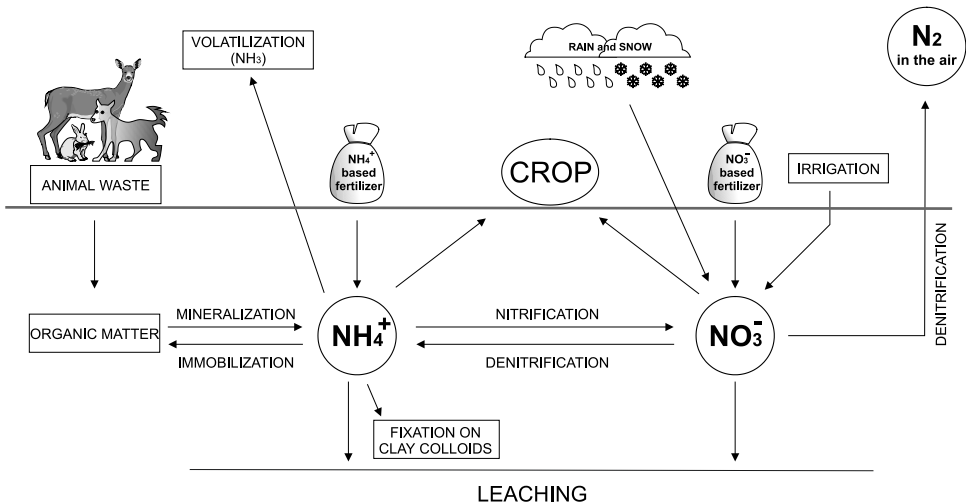 VOLATILIZATION
(NH3)
RAIN and SNOW
N2
in the air
NH4+
based
fertilizer
CROP
NO3-
based
fertilizer
IRRIGATION
ANIMAL WASTE
DENITRIFICATION
ORGANIC MATTER
MINERALIZATION
IMMOBILIZATION
NH4+
NITRIFICATION
DENITRIFICATION
NO3-
FIXATION ON
CLAY COLLOIDS
LEACHING